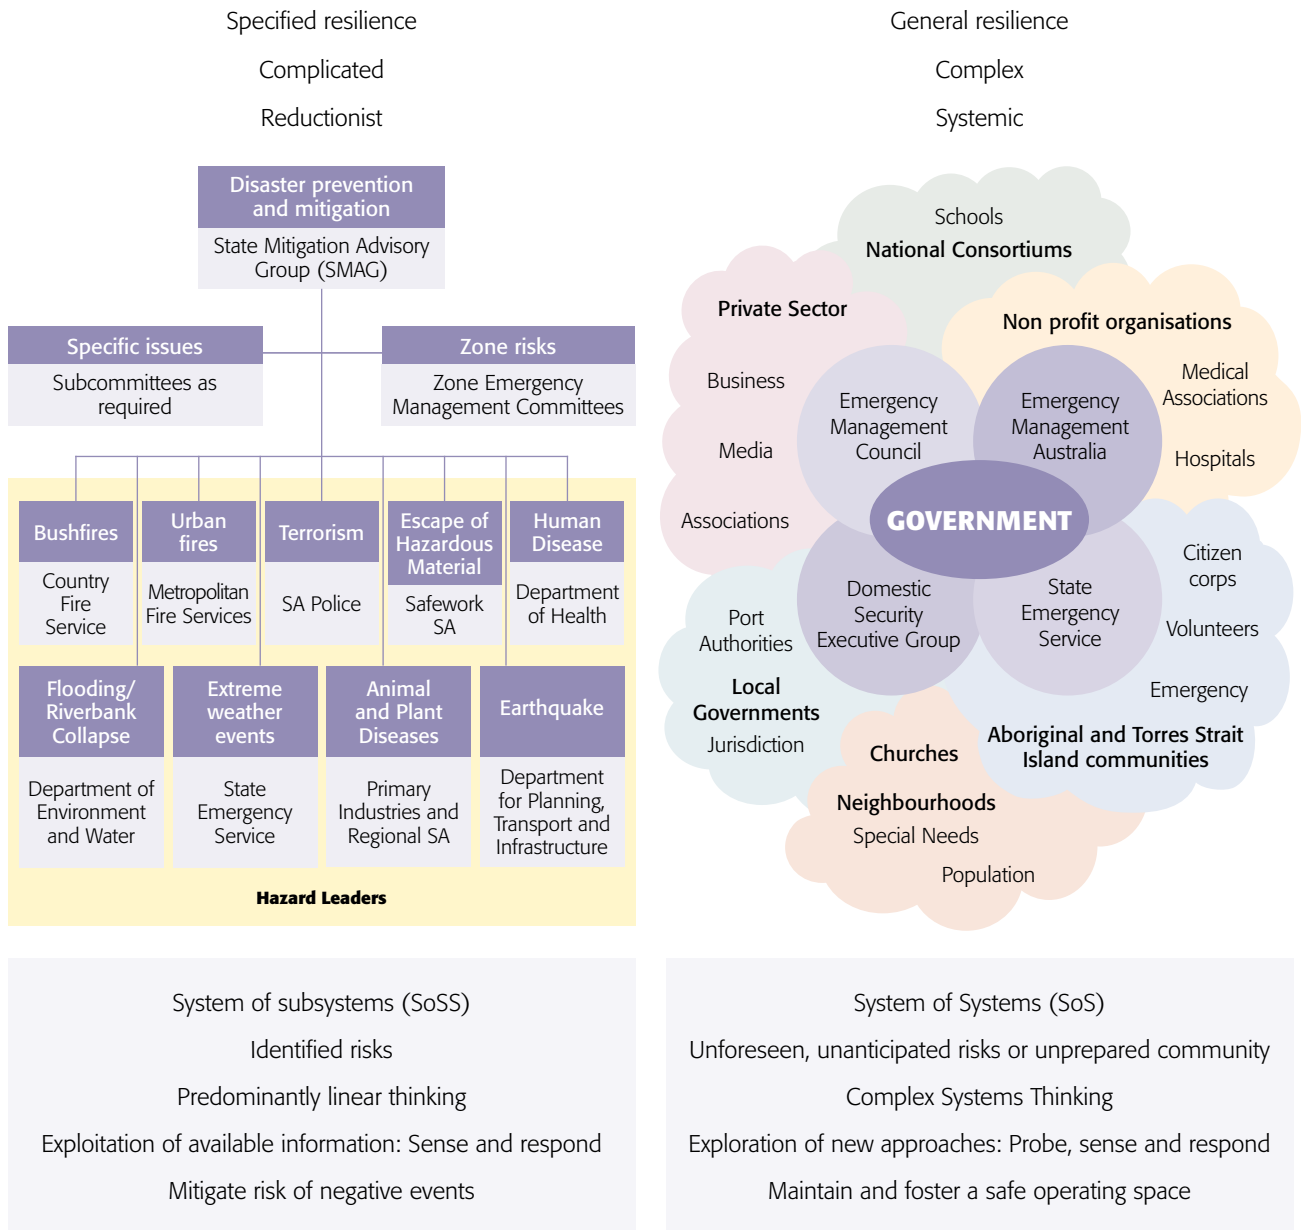 Specified resilience
Complicated
Reductionist
Disaster prevention
and mitigation
State Mitigation Advisory
Group (SMAG)
Specific issues
Subcommittees as
required
Zone risks
Zone Emergency
Management Committees
Bushfires
Country
Fire
Service
Urban
fires
Metropolitan
Fire Services
Terrorism
SA Police
Escape of
Hazardous
Material
Safework
SA
Human
Disease
Department
of Health
Flooding/
Riverbank
Collapse
Department of
Environment
and Water
Extreme
weather
events
State
Emergency
Service
Animal
and Plant
Diseases
Primary
Industries and
Regional SA
Earthquake
Department
for Planning,
Transport and
Infrastructure
Hazard Leaders
System of subsystems (SoSS)
Identified risks
Predominantly linear thinking
Exploitation of available information: Sense and respond
Mitigate risk of negative events
General resilience
Complex
Systemic
Schools
National Consortiums
Private Sector
Business
Media
Associations
Non profit organisations
Medical
Associations
Hospitals
Emergency
Management
Council
Emergency
Management
Australia
GOVERNMENT
Domestic
Security
Executive Group
State
Emergency
Service
Citizen
corps
Volunteers
Emergency
Aboriginal and Torres Strait
Island communities
Port
Authorities
Local
Governments
Jurisdiction
Churches
Neighbourhoods
Special Needs
Population
System of Systems (SoS)
Unforeseen, unanticipated risks or unprepared community
Complex Systems Thinking
Exploration of new approaches: Probe, sense and respond
Maintain and foster a safe operating space